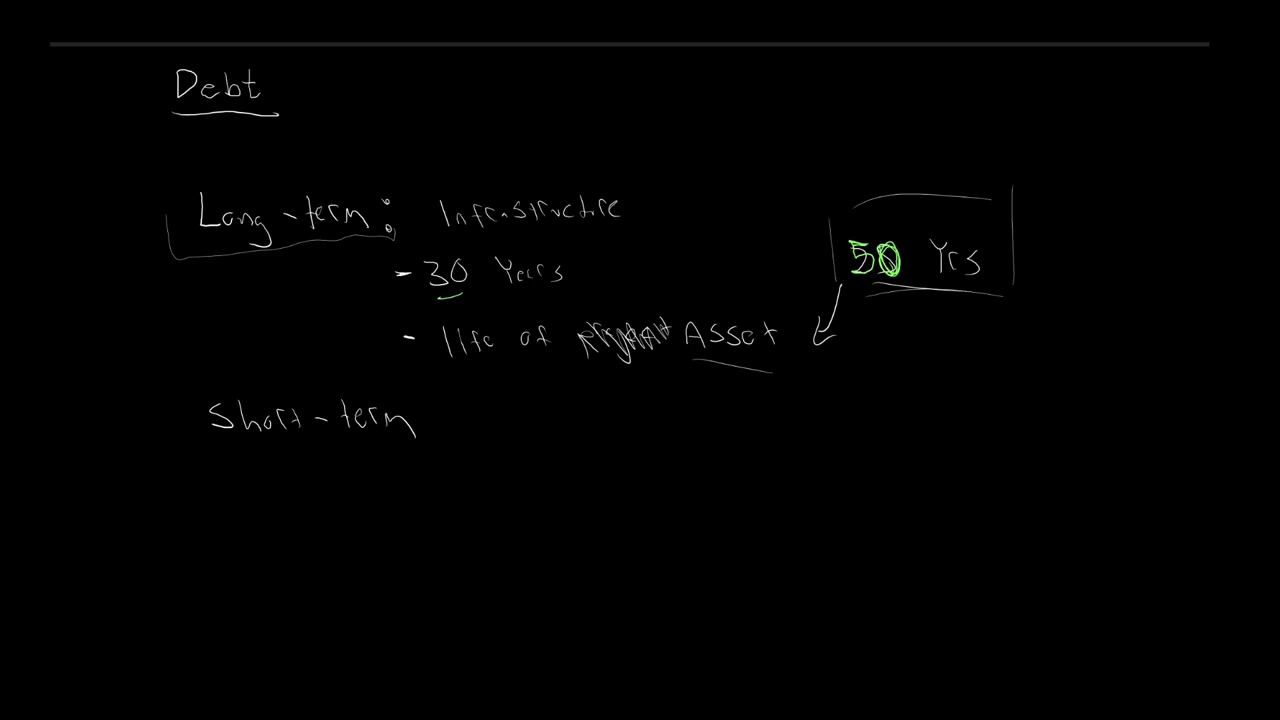 Debt
Long-term: Infrastructure
- 30 Years
50 Yrs
- life of Asset
Short-term